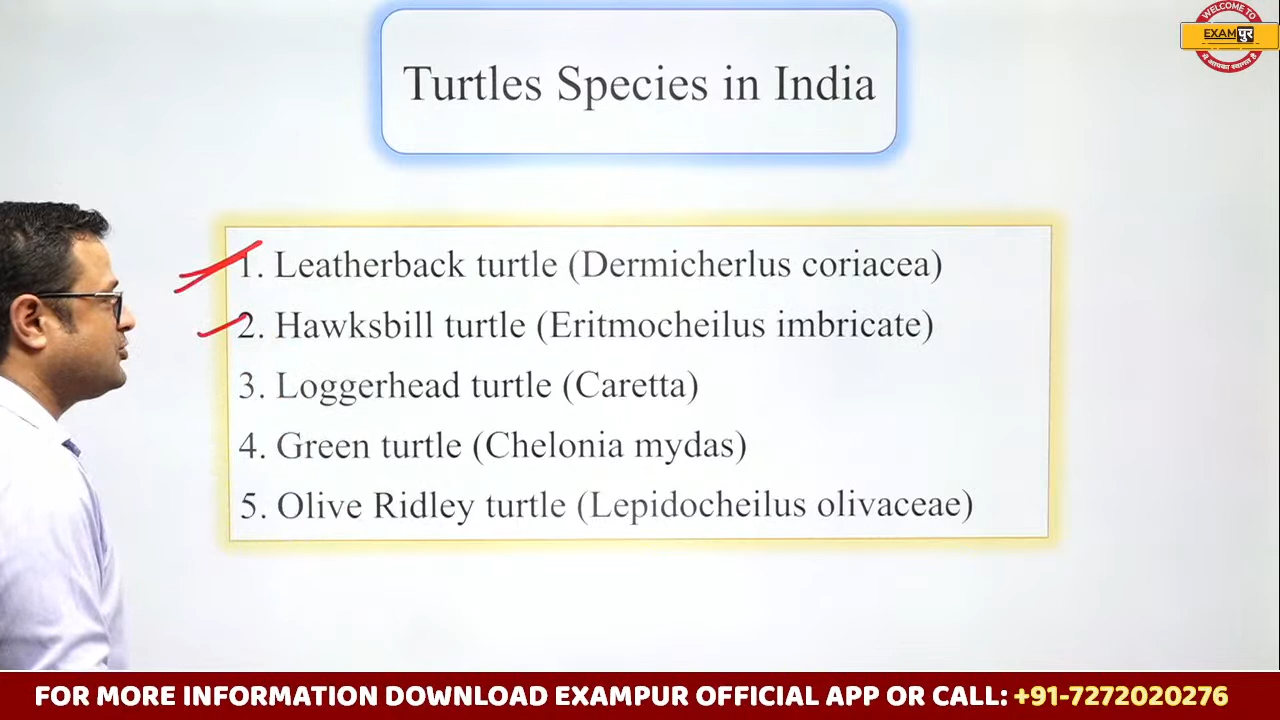 WELCOME TO
EXAMपुर
में आपका स्वागत है
Turtles Species in India
1. Leatherback turtle (Dermicherlus coriacea)
2. Hawksbill turtle (Eritmocheilus imbricate)
3. Loggerhead turtle (Caretta)
4. Green turtle (Chelonia mydas)
5. Olive Ridley turtle (Lepidocheilus olivaceae)
FOR MORE INFORMATION DOWNLOAD EXAMPUR OFFICIAL APP OR CALL: +91-7272020276